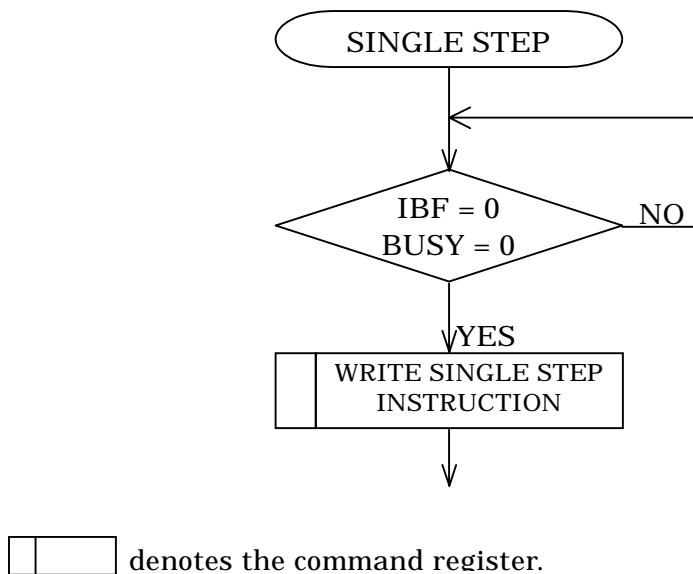 SINGLE STEP
IBF = 0
BUSY = 0
NO
YES
WRITE SINGLE STEP
INSTRUCTION
denotes the command register.